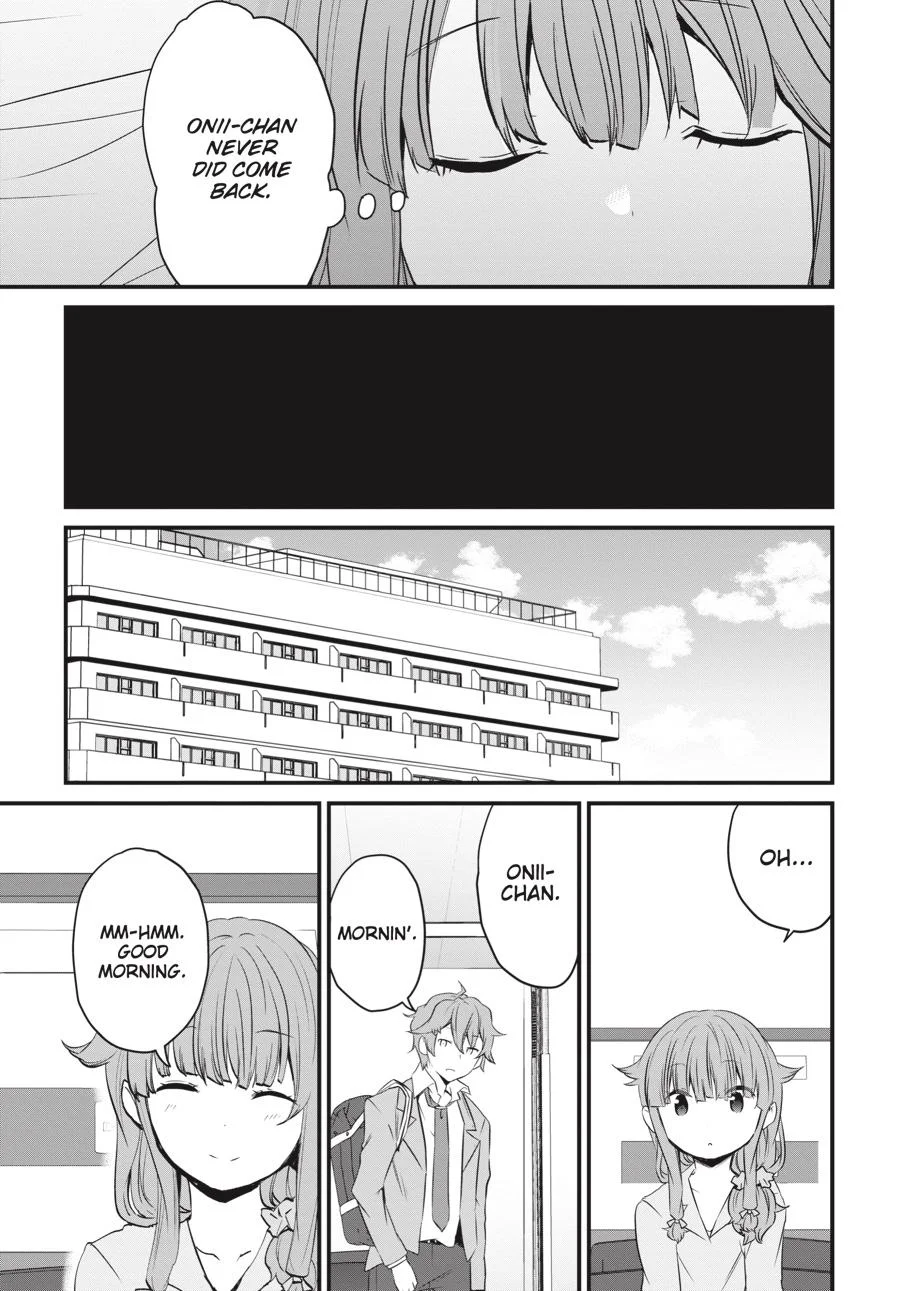 ONII-CHAN
NEVER
DID COME
BACK.
OH...
ONII-
CHAN.
MORNIN'.
MM-HMM.
GOOD
MORNING.